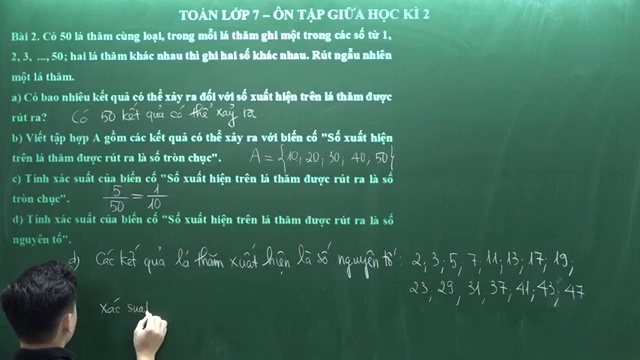 TOÁN LỚP 7 – ÔN TẬP GIỮA HỌC KÌ 2
Bài 2. Có 50 lá thăm cùng loại, trong mỗi lá thăm ghi một trong các số từ 1,
2, 3, ..., 50; hai lá thăm khác nhau thì ghi hai số khác nhau. Rút ngẫu nhiên
một lá thăm.
a) Có bao nhiêu kết quả có thể xảy ra đối với số xuất hiện trên lá thăm được
rút ra? Có 50 kết quả có thể xảy ra.
b) Viết tập hợp A gồm các kết quả có thể xảy ra với biến cố "Số xuất hiện
trên lá thăm được rút ra là số tròn chục". A = {10; 20; 30; 40; 50}
c) Tính xác suất của biến cố "Số xuất hiện trên lá thăm được rút ra là số
tròn chục". 5/50 = 1/10
d) Tính xác suất của biến cố "Số xuất hiện trên lá thăm được rút ra là số
nguyên tố".
d) Các kết quả lá thăm xuất hiện là số nguyên tố: 2; 3; 5; 7; 11; 13; 17; 19;
23; 29; 31; 37; 41; 43; 47
Xác suấ